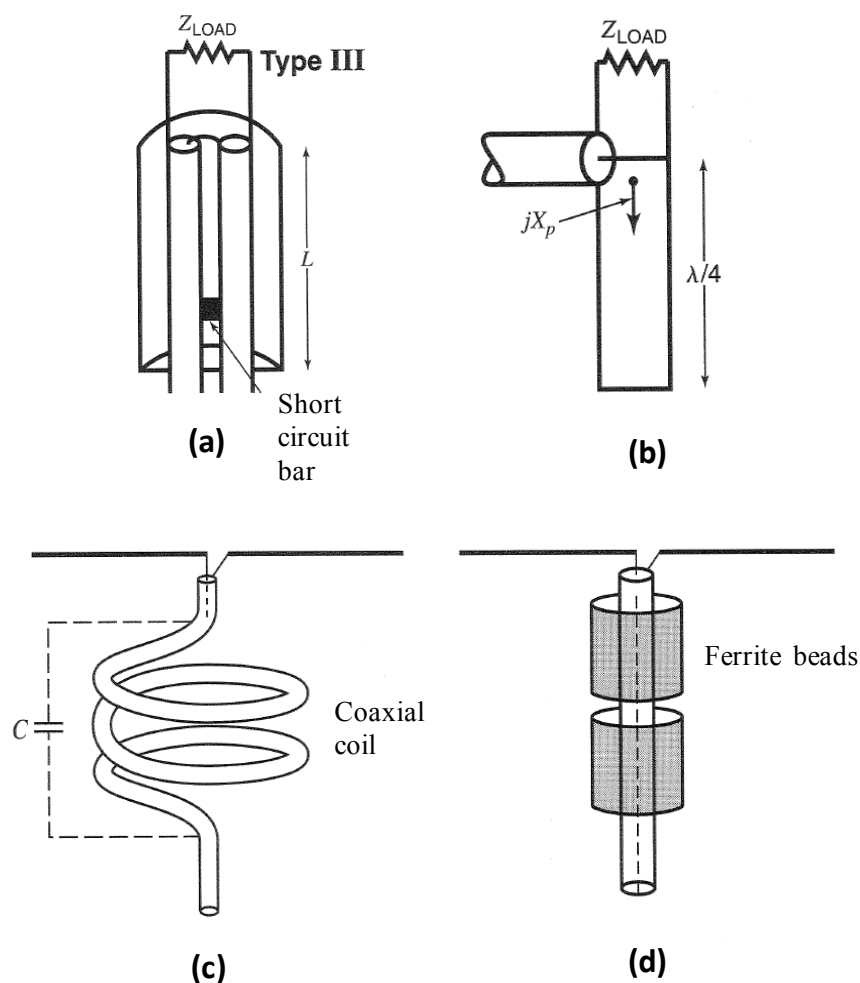 Z_LOAD
Type III
L
Short
circuit
bar
(a)
Z_LOAD
jX_p
λ/4
(b)
C
Coaxial
coil
(c)
Ferrite beads
(d)